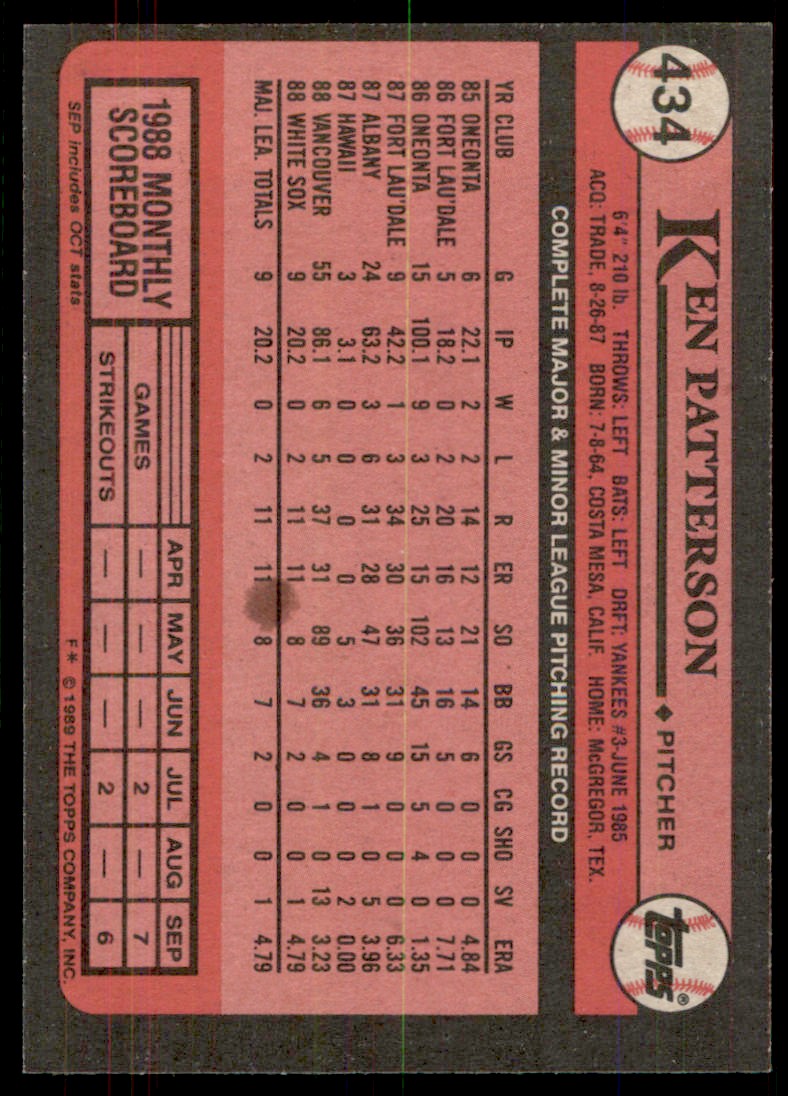 434
KEN PATTERSON ♦ PITCHER
topps®
6'4" 210 lb. THROWS: LEFT BATS: LEFT DRFT: YANKEES #3-JUNE 1985
ACQ: TRADE, 8-26-87 BORN: 7-8-64, COSTA MESA, CALIF. HOME: McGREGOR, TEX.
COMPLETE MAJOR & MINOR LEAGUE PITCHING RECORD
YR CLUB G IP W L R ER SO BB GS CG SHO SV ERA
85 ONEONTA 6 22.1 2 2 14 12 21 14 6 0 0 0 4.84
86 FORT LAU'DALE 5 18.2 0 2 20 16 13 16 5 0 0 0 7.71
86 ONEONTA 15 100.1 9 3 25 15 102 45 15 5 4 0 1.35
87 FORT LAU'DALE 9 42.2 1 3 34 30 36 31 9 0 0 0 6.33
87 ALBANY 24 63.2 3 6 31 28 47 31 8 1 0 5 3.96
87 HAWAII 3 3.1 0 0 0 0 5 3 0 0 0 2 0.00
88 VANCOUVER 55 86.1 6 5 37 31 89 36 4 1 0 13 3.23
88 WHITE SOX 9 20.2 0 2 11 11 8 7 2 0 0 1 4.79
MAJ. LEA. TOTALS 9 20.2 0 2 11 11 8 7 2 0 0 1 4.79
1988 MONTHLY
SCOREBOARD
APR MAY JUN JUL AUG SEP
GAMES — — — 2 — 7
STRIKEOUTS — — — 2 — 6
SEP includes OCT stats
F* © 1989 THE TOPPS COMPANY, INC.